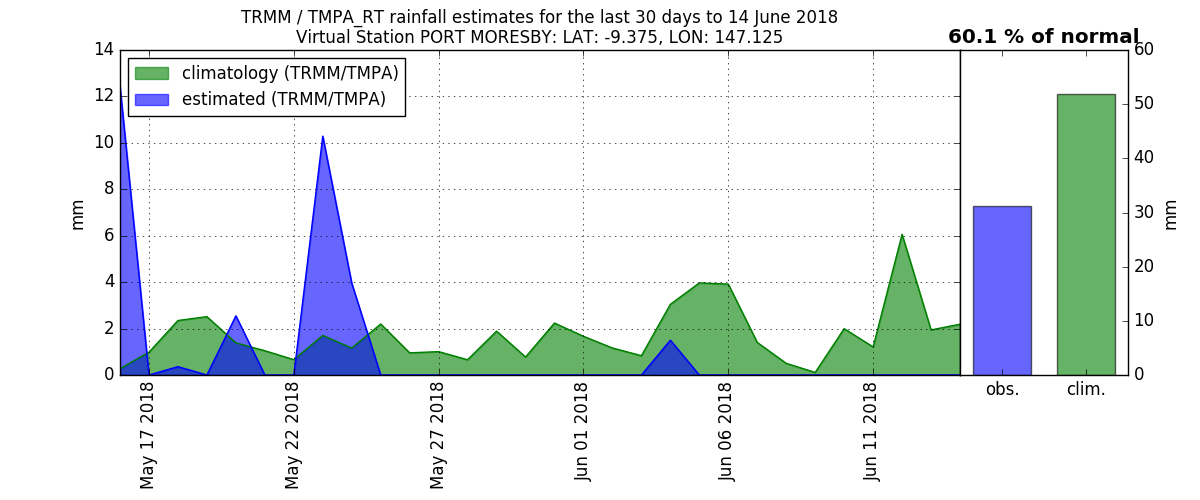 TRMM / TMPA_RT rainfall estimates for the last 30 days to 14 June 2018
Virtual Station PORT MORESBY: LAT: -9.375, LON: 147.125
60.1 % of normal
climatology (TRMM/TMPA)
estimated (TRMM/TMPA)
14
12
10
8
6
4
2
0
mm
May 17 2018
May 22 2018
May 27 2018
Jun 01 2018
Jun 06 2018
Jun 11 2018
obs.
clim.
60
50
40
30
20
10
0
mm